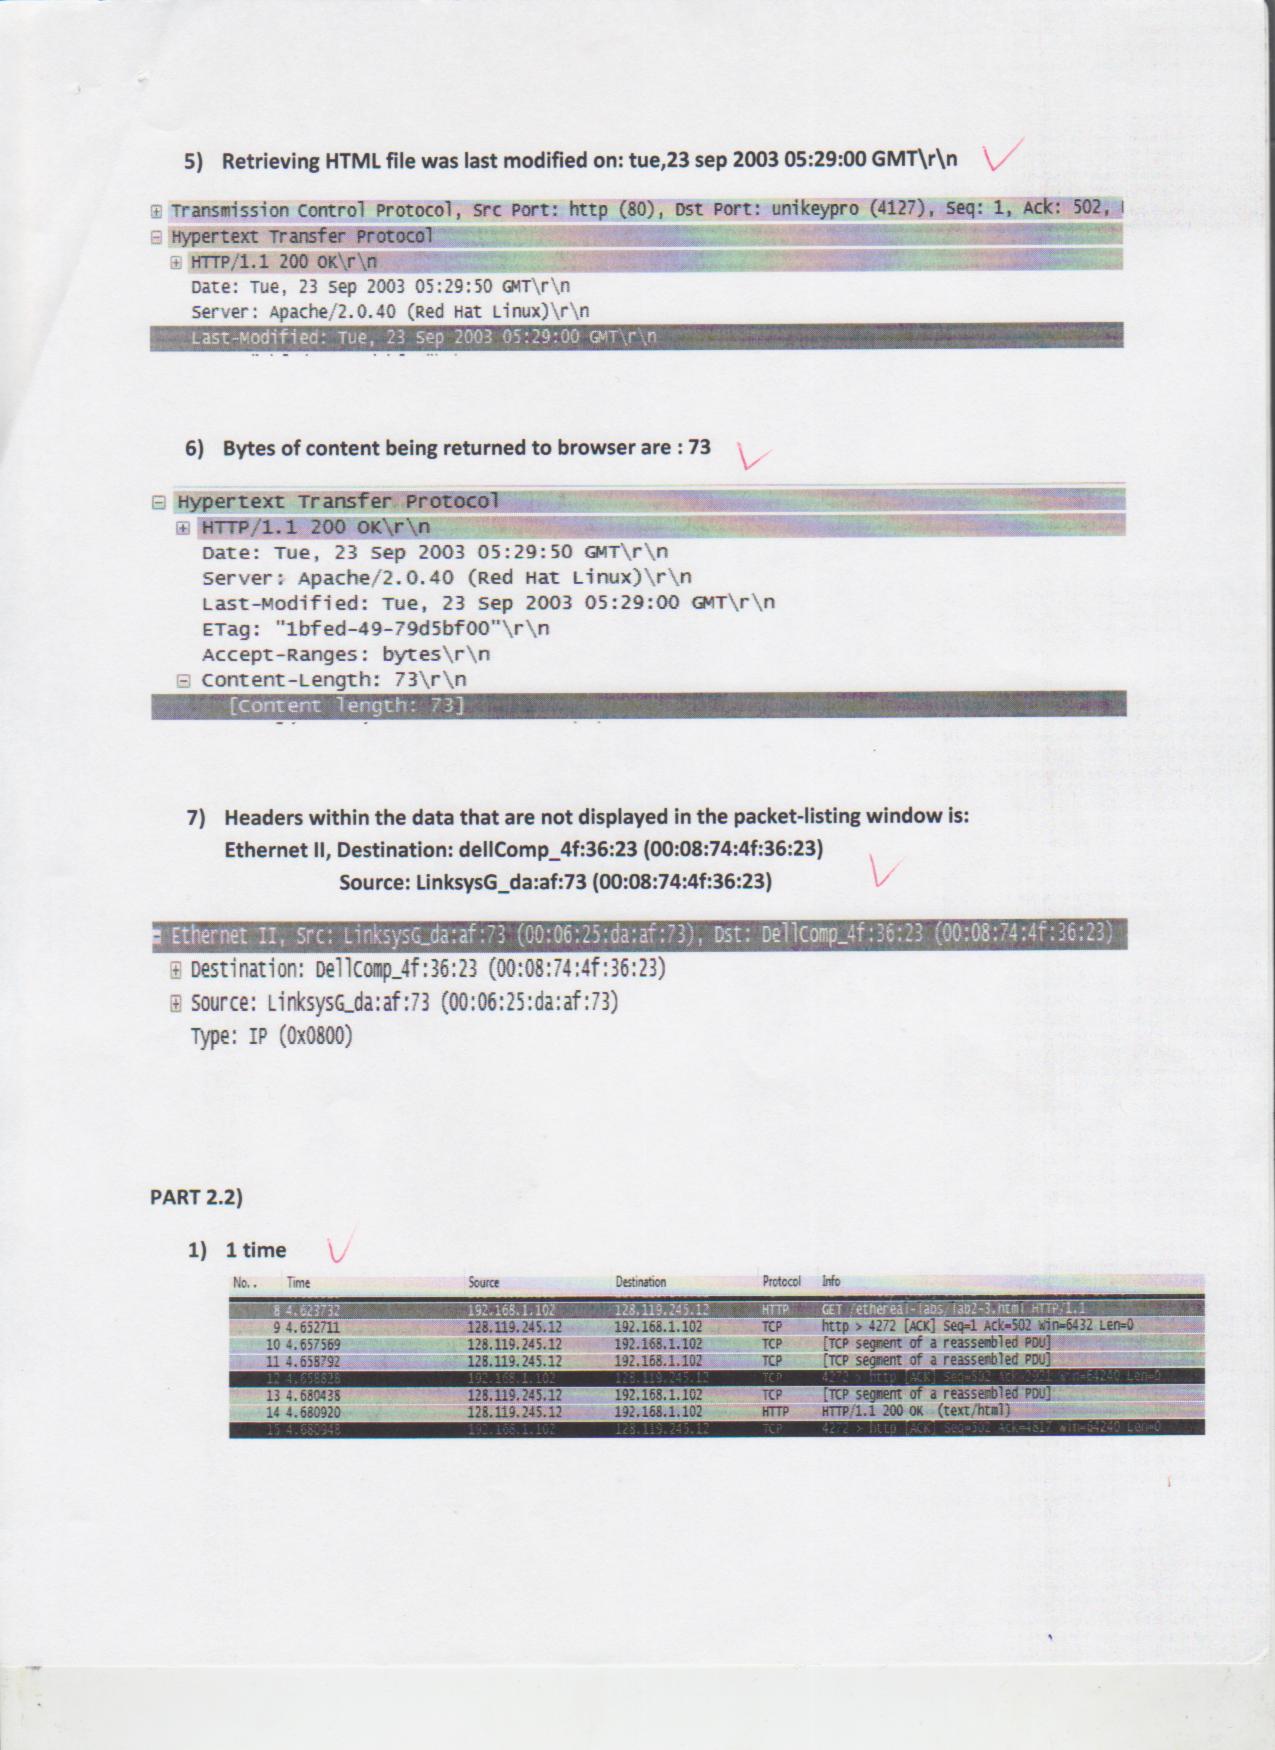 5) Retrieving HTML file was last modified on: tue,23 sep 2003 05:29:00 GMT\r\n
Transmission Control Protocol, Src Port: http (80), Dst Port: unikeypro (4127), Seq: 1, Ack: 502,
Hypertext Transfer Protocol
HTTP/1.1 200 OK\r\n
Date: Tue, 23 Sep 2003 05:29:50 GMT\r\n
Server: Apache/2.0.40 (Red Hat Linux)\r\n
Last-Modified: Tue, 23 Sep 2003 05:29:00 GMT\r\n
6) Bytes of content being returned to browser are : 73
Hypertext Transfer Protocol
HTTP/1.1 200 OK\r\n
Date: Tue, 23 Sep 2003 05:29:50 GMT\r\n
Server: Apache/2.0.40 (Red Hat Linux)\r\n
Last-Modified: Tue, 23 Sep 2003 05:29:00 GMT\r\n
ETag: "1bfed-49-79d5bf00"\r\n
Accept-Ranges: bytes\r\n
Content-Length: 73\r\n
[Content length: 73]
7) Headers within the data that are not displayed in the packet-listing window is:
Ethernet II, Destination: dellComp_4f:36:23 (00:08:74:4f:36:23)
Source: LinksysG_da:af:73 (00:08:74:4f:36:23)
Ethernet II, Src: LinksysG_da:af:73 (00:06:25:da:af:73), Dst: DellComp_4f:36:23 (00:08:74:4f:36:23)
Destination: DellComp_4f:36:23 (00:08:74:4f:36:23)
Source: LinksysG_da:af:73 (00:06:25:da:af:73)
Type: IP (0x0800)
PART 2.2)
1) 1 time
No. . Time Source Destination Protocol Info
8 4.623732 192.168.1.102 128.119.245.12 HTTP GET /ethereal-labs/lab2-3.html HTTP/1.1
9 4.652711 128.119.245.12 192.168.1.102 TCP http > 4272 [ACK] Seq=1 Ack=502 Win=6432 Len=0
10 4.657569 128.119.245.12 192.168.1.102 TCP [TCP segment of a reassembled PDU]
11 4.658792 128.119.245.12 192.168.1.102 TCP [TCP segment of a reassembled PDU]
12 4.658828 192.168.1.102 128.119.245.12 TCP 4272 > http [ACK] Seq=502 Ack=2921 Win=64240 Len=0
13 4.680438 128.119.245.12 192.168.1.102 TCP [TCP segment of a reassembled PDU]
14 4.680920 128.119.245.12 192.168.1.102 HTTP HTTP/1.1 200 OK (text/html)
15 4.680948 192.168.1.102 128.119.245.12 TCP 4272 > http [ACK] Seq=502 Ack=4817 Win=64240 Len=0